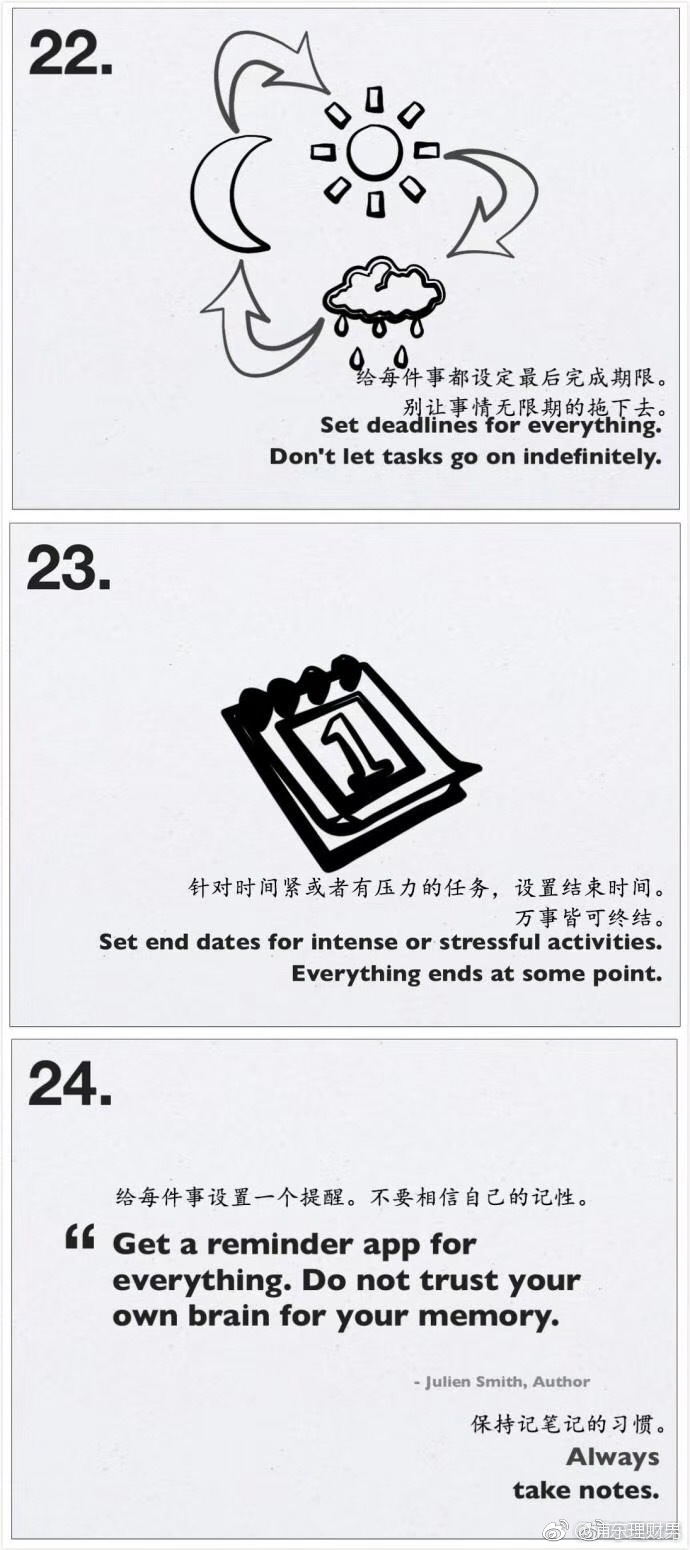 22.
给每件事都设定最后完成期限。
别让事情无限期的拖下去。
Set deadlines for everything.
Don't let tasks go on indefinitely.
23.
1
针对时间紧或者有压力的任务，设置结束时间。
万事皆可终结。
Set end dates for intense or stressful activities.
Everything ends at some point.
24.
给每件事设置一个提醒。不要相信自己的记性。
“ Get a reminder app for
everything. Do not trust your
own brain for your memory.
- Julien Smith, Author
保持记笔记的习惯。
Always
take notes.